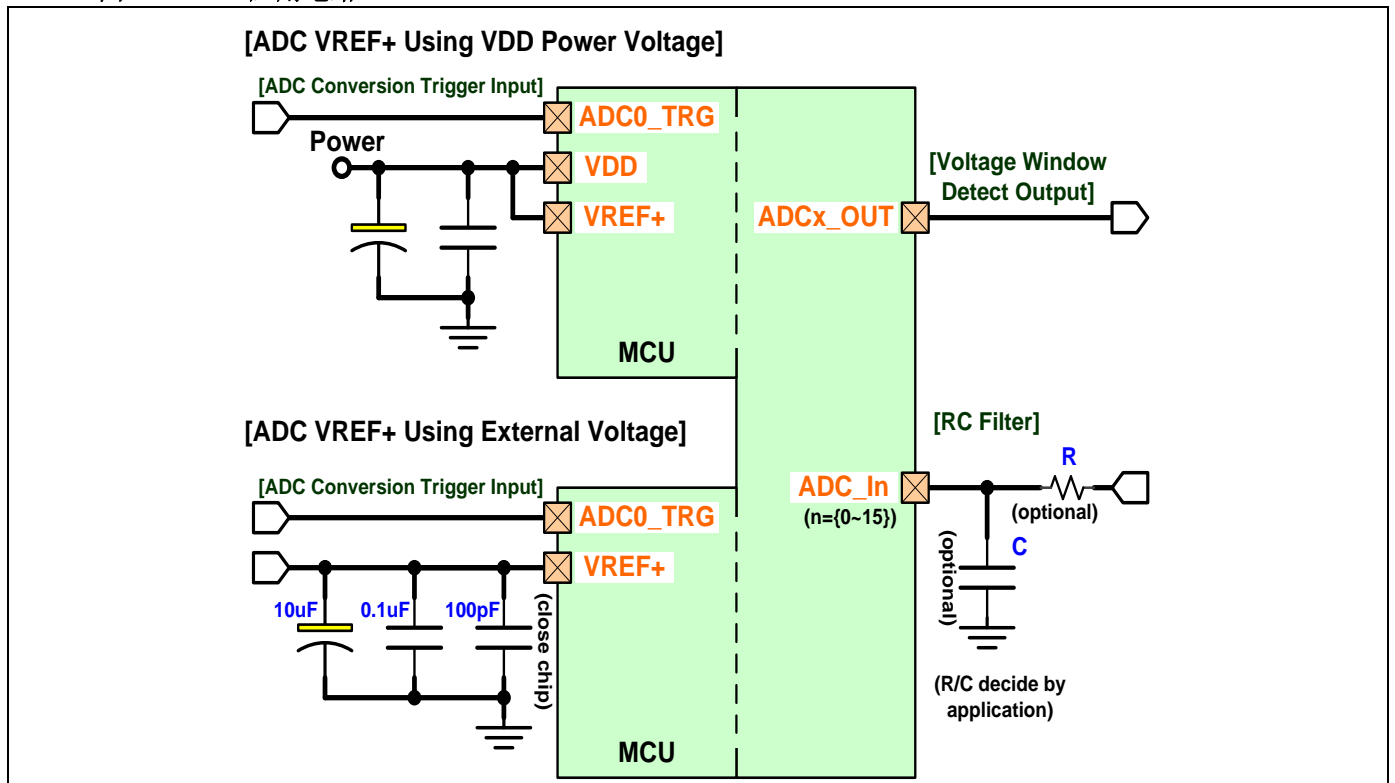 [ADC VREF+ Using VDD Power Voltage]
[ADC Conversion Trigger Input]
ADC0_TRG
Power
VDD
VREF+
ADCx_OUT
[Voltage Window
Detect Output]
MCU
[ADC VREF+ Using External Voltage]
[ADC Conversion Trigger Input]
ADC0_TRG
VREF+
10uF
0.1uF
100pF
(close chip)
MCU
[RC Filter]
R
ADC_In
(n={0~15})
(optional)
C
(optional)
(R/C decide by
application)